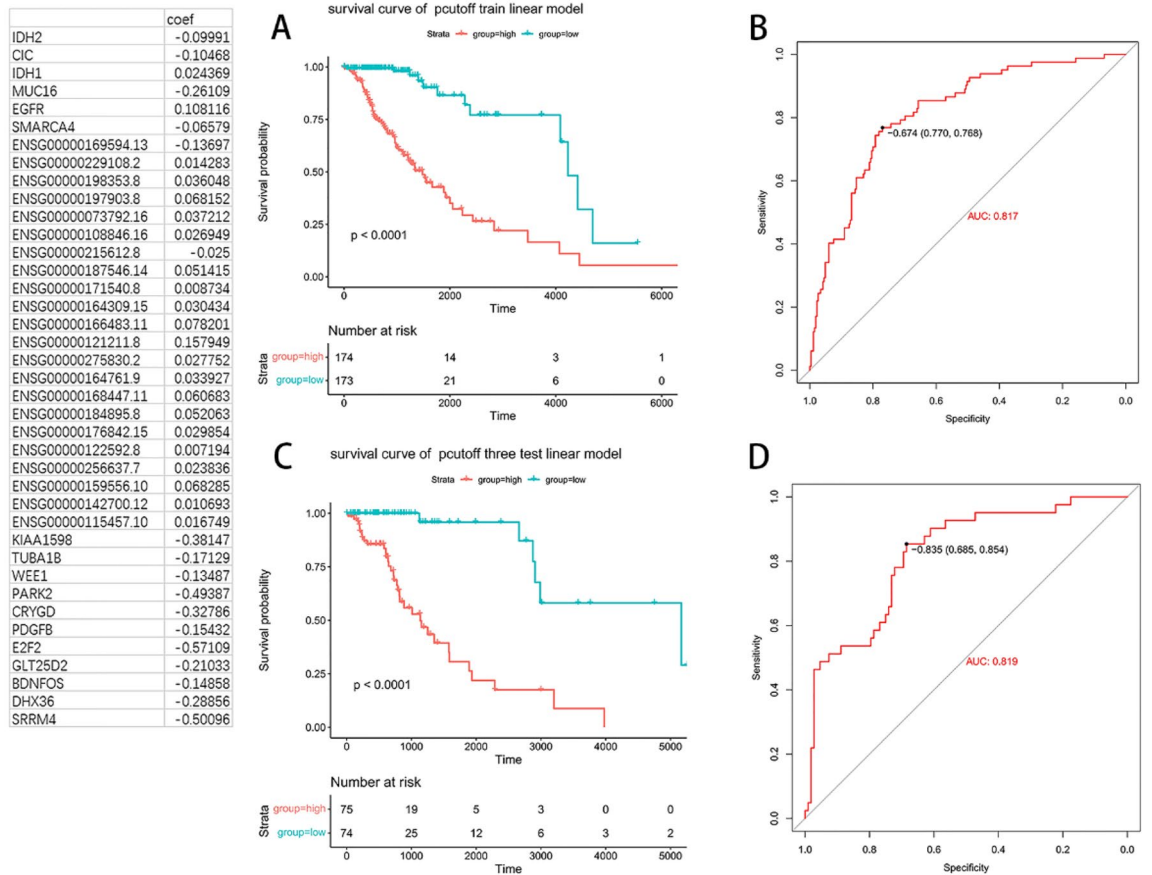 coef
IDH2 -0.09991
CIC -0.10468
IDH1 0.024369
MUC16 -0.26109
EGFR 0.108116
SMARCA4 -0.06579
ENSG00000169594.13 -0.13697
ENSG00000229108.2 0.014283
ENSG00000198353.8 0.036048
ENSG00000197903.8 0.068152
ENSG00000073792.16 0.037212
ENSG00000108846.16 0.026949
ENSG00000215612.8 -0.025
ENSG00000187546.14 0.051415
ENSG00000171540.8 0.008734
ENSG00000164309.15 0.030434
ENSG00000166483.11 0.078201
ENSG00000121211.8 0.157949
ENSG00000275830.2 0.027752
ENSG00000164761.9 0.033927
ENSG00000168447.11 0.060683
ENSG00000184895.8 0.052063
ENSG00000176842.15 0.029854
ENSG00000122592.8 0.007194
ENSG00000256637.7 0.023836
ENSG00000159556.10 0.068285
ENSG00000142700.12 0.010693
ENSG00000115457.10 0.016749
KIAA1598 -0.38147
TUBA1B -0.17129
WEE1 -0.13487
PARK2 -0.49387
CRYGD -0.32786
PDGFB -0.15432
E2F2 -0.57109
GLT25D2 -0.21033
BDNFOS -0.14858
DHX36 -0.28856
SRRM4 -0.50096
A
survival curve of pcutoff train linear model
Strata group=high group=low
1.00
0.75
0.50
0.25
0.00
Survival probability
p < 0.0001
0 2000 4000 6000
Time
Number at risk
Strata
group=high 174 14 3 1
group=low 173 21 6 0
0 2000 4000 6000
Time
B
1.0
0.8
0.6
0.4
0.2
0.0
Sensitivity
−0.674 (0.770, 0.768)
AUC: 0.817
1.0 0.8 0.6 0.4 0.2 0.0
Specificity
C
survival curve of pcutoff three test linear model
Strata group=high group=low
1.00
0.75
0.50
0.25
0.00
Survival probability
p < 0.0001
0 1000 2000 3000 4000 5000
Time
Number at risk
Strata
group=high 75 19 5 3 0 0
group=low 74 25 12 6 3 2
0 1000 2000 3000 4000 5000
Time
D
1.0
0.8
0.6
0.4
0.2
0.0
Sensitivity
−0.835 (0.685, 0.854)
AUC: 0.819
1.0 0.8 0.6 0.4 0.2 0.0
Specificity